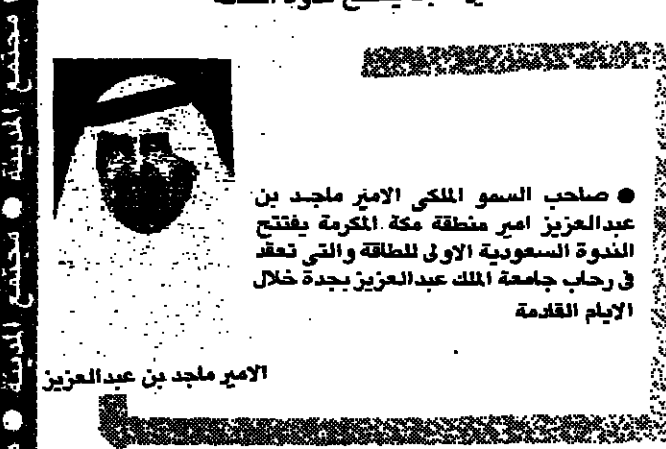 ● صاحب السمو الملكي الامير ماجد بن
عبدالعزيز امير منطقة مكة المكرمة يفتتح
الندوة السعودية الاولى للطاقة والتي تعقد
في رحاب جامعة الملك عبدالعزيز بجدة خلال
الايام القادمة
الامير ماجد بن عبدالعزيز
مجتمع المدينة ● مجتمع المدينة ●